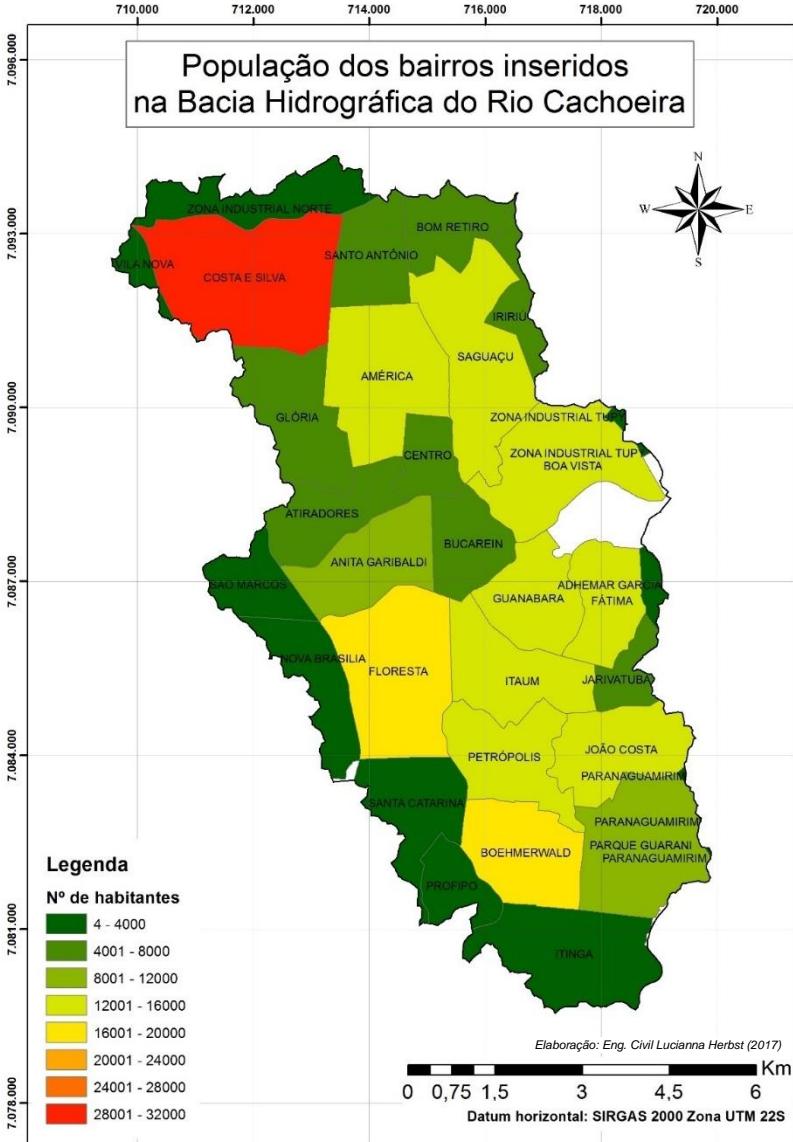 710.000 712.000 714.000 716.000 718.000 720.000
7.096.000
7.093.000
7.090.000
7.087.000
7.084.000
7.081.000
7.078.000
População dos bairros inseridos
na Bacia Hidrográfica do Rio Cachoeira
N
W E
S
ZONA INDUSTRIAL NORTE
BOM RETIRO
SANTO ANTÔNIO
VILA NOVA
COSTA E SILVA
IRIRIÚ
SAGUAÇU
AMÉRICA
GLÓRIA
ZONA INDUSTRIAL TUPY
CENTRO
ZONA INDUSTRIAL TUP
BOA VISTA
ATIRADORES
BUCAREIN
ANITA GARIBALDI
SÃO MARCOS
ADHEMAR GARCIA
GUANABARA
FÁTIMA
NOVA BRASÍLIA
FLORESTA
ITAUM
JARIVATUBA
PETRÓPOLIS
JOÃO COSTA
PARANAGUAMIRIM
SANTA CATARINA
PARANAGUAMIRIM
BOEHMERWALD
PARQUE GUARANI
PARANAGUAMIRIM
PROFIPO
ITINGA
Legenda
Nº de habitantes
4 - 4000
4001 - 8000
8001 - 12000
12001 - 16000
16001 - 20000
20001 - 24000
24001 - 28000
28001 - 32000
Elaboração: Eng. Civil Lucianna Herbst (2017)
Km
0 0,75 1,5 3 4,5 6
Datum horizontal: SIRGAS 2000 Zona UTM 22S